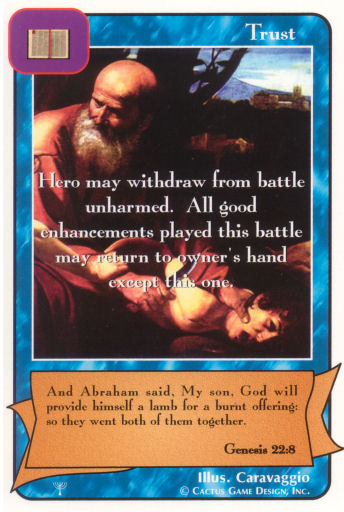 Trust
Hero may withdraw from battle
unharmed. All good
enhancements played this battle
may return to owner's hand
except this one.
And Abraham said, My son, God will
provide himself a lamb for a burnt offering:
so they went both of them together.
Genesis 22:8
Illus. Caravaggio
© Cactus Game Design, Inc.